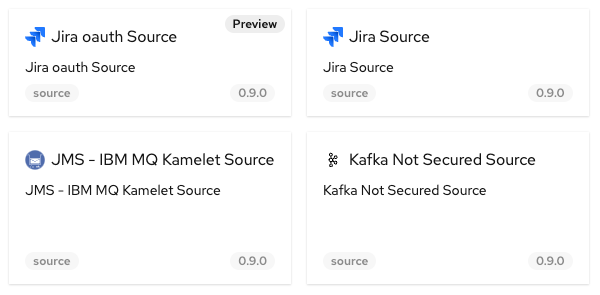 Preview
Jira oauth Source
Jira oauth Source
source 0.9.0
Jira Source
Jira Source
source 0.9.0
JMS - IBM MQ Kamelet Source
JMS - IBM MQ Kamelet Source
source 0.9.0
Kafka Not Secured Source
Kafka Not Secured Source
source 0.9.0